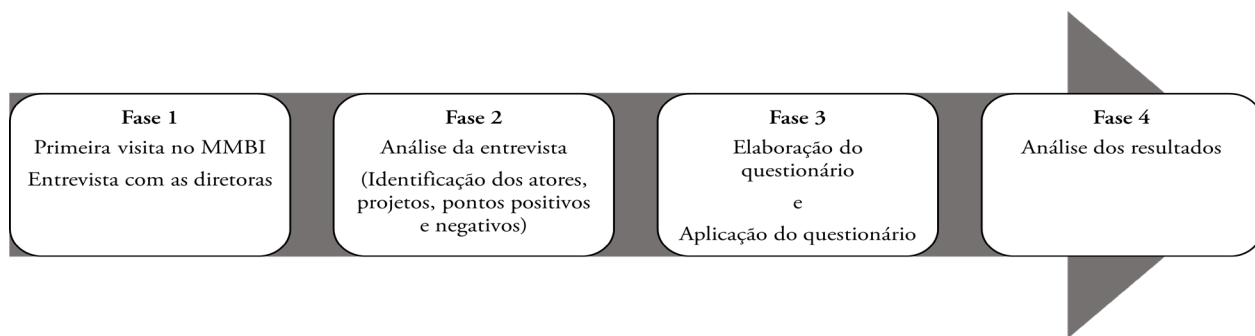 Fase 1
Primeira visita no MMBI
Entrevista com as diretoras
Fase 2
Análise da entrevista
(Identificação dos atores,
projetos, pontos positivos
e negativos)
Fase 3
Elaboração do
questionário
e
Aplicação do questionário
Fase 4
Análise dos resultados